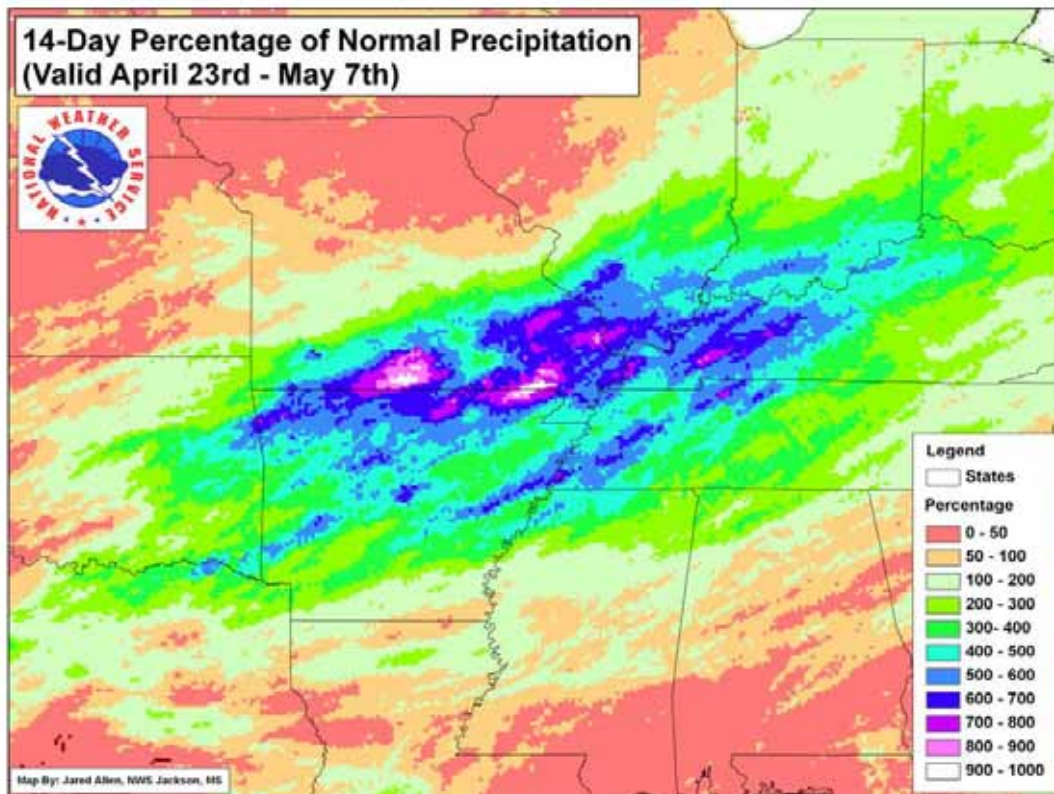 14-Day Percentage of Normal Precipitation
(Valid April 23rd - May 7th)
NATIONAL WEATHER SERVICE
Legend
States
Percentage
0 - 50
50 - 100
100 - 200
200 - 300
300- 400
400 - 500
500 - 600
600 - 700
700 - 800
800 - 900
900 - 1000
Map By: Jared Allen, NWS Jackson, MS